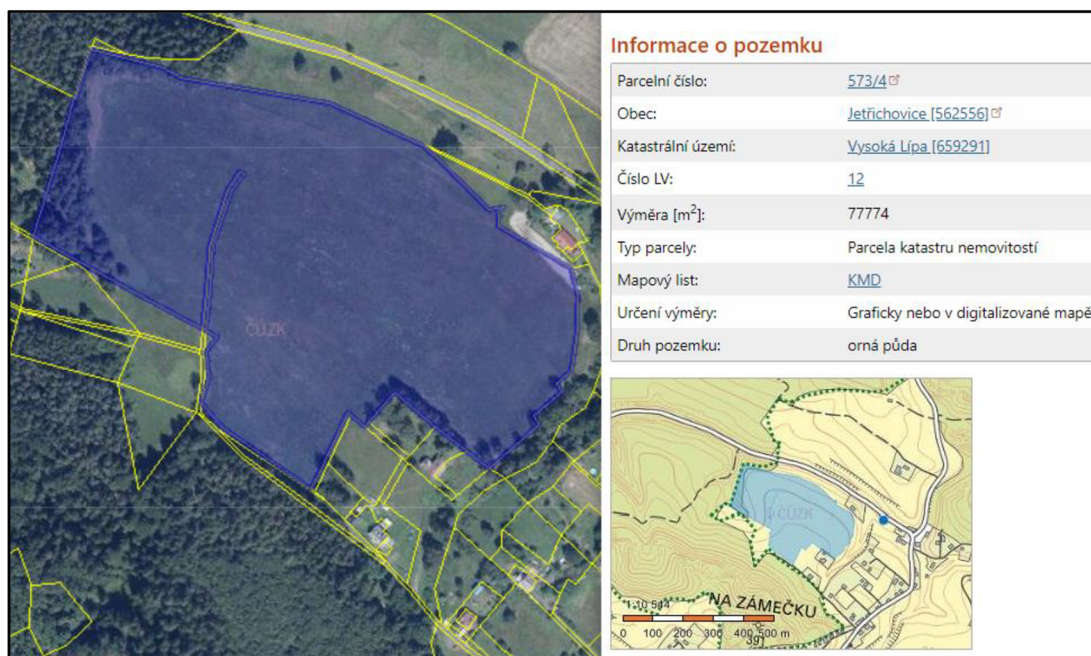 ČÚZK
Informace o pozemku
Parcelní číslo: 573/4
Obec: Jetřichovice [562556]
Katastrální území: Vysoká Lípa [659291]
Číslo LV: 12
Výměra [m2]: 77774
Typ parcely: Parcela katastru nemovitostí
Mapový list: KMD
Určení výměry: Graficky nebo v digitalizované mapě
Druh pozemku: orná půda
ČÚZK
NA ZÁMEČKU
1:10 544
0 100 200 300 400 500 m
391